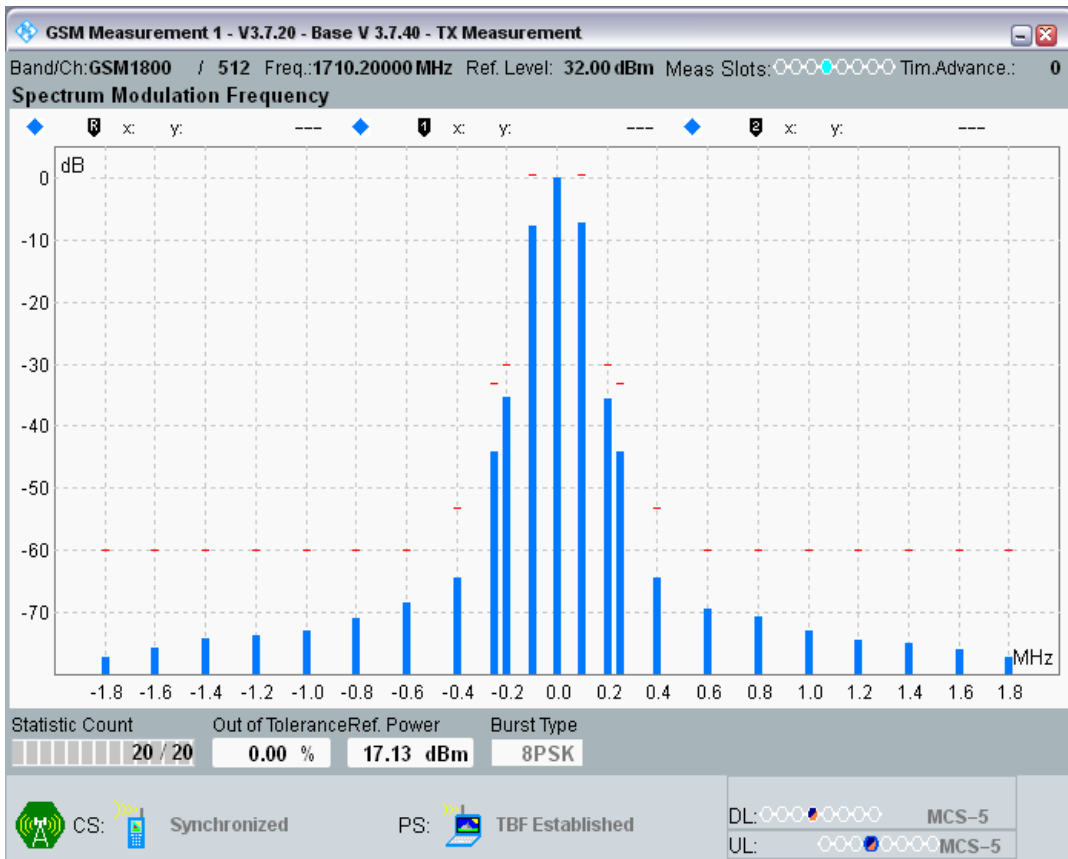 GSM Measurement 1 - V3.7.20 - Base V 3.7.40 - TX Measurement
Band/Ch:GSM1800 / 512 Freq.:1710.20000 MHz Ref. Level: 32.00 dBm Meas Slots: Tim.Advance.: 0
Spectrum Modulation Frequency
R x: y: --- 1 x: y: --- 2 x: y: ---
dB
0
-10
-20
-30
-40
-50
-60
-70
MHz
-1.8 -1.6 -1.4 -1.2 -1.0 -0.8 -0.6 -0.4 -0.2 0.0 0.2 0.4 0.6 0.8 1.0 1.2 1.4 1.6 1.8
Statistic Count Out of Tolerance Ref. Power Burst Type
20 / 20 0.00 % 17.13 dBm 8PSK
CS: Synchronized PS: TBF Established
DL: MCS-5
UL: MCS-5